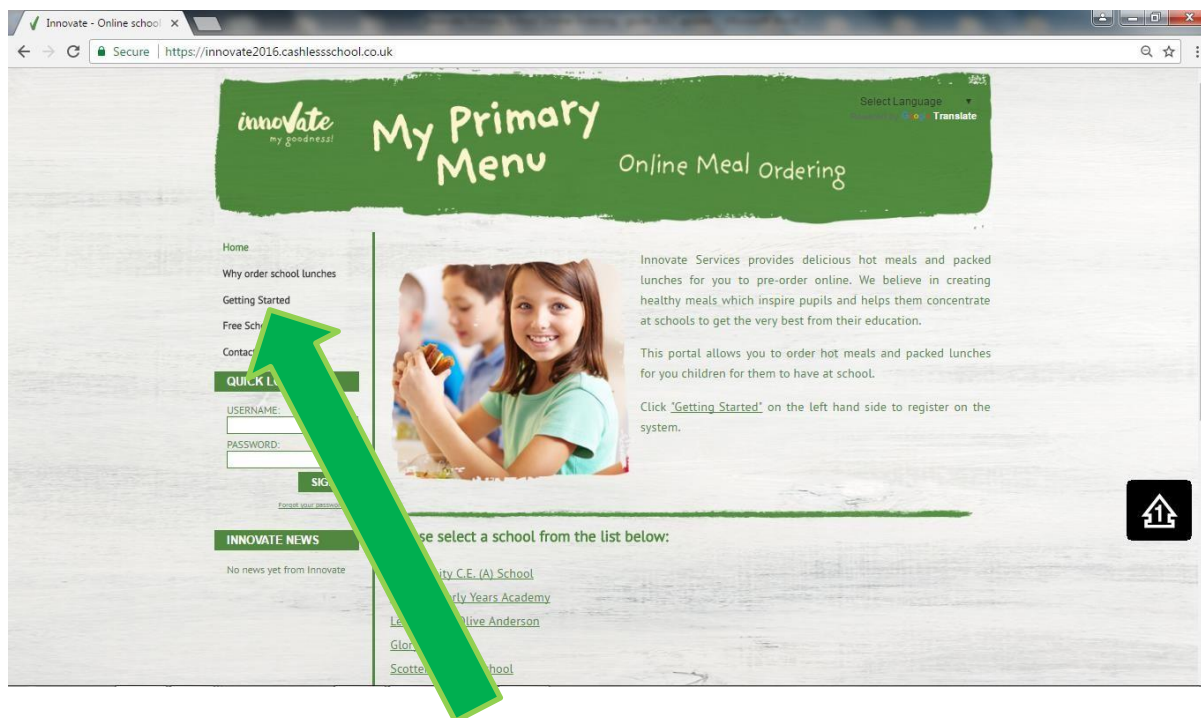 Innovate - Online school
Secure | https://innovate2016.cashlessschool.co.uk
innovate
my goodness!
My Primary
Menu
Online Meal Ordering
Select Language
Translate
Home
Why order school lunches
Getting Started
Free
Contac
QUICK
USERNAME:
PASSWORD:
Forgot your
INNOVATE NEWS
No news yet from Innovate
Innovate Services provides delicious hot meals and packed
lunches for you to pre-order online. We believe in creating
healthy meals which inspire pupils and helps them concentrate
at schools to get the very best from their education.
This portal allows you to order hot meals and packed lunches
for you children for them to have at school.
Click "Getting Started" on the left hand side to register on the
system.
se select a school from the list below:
ity C.E. (A) School
rly Years Academy
Olive Anderson
Scotte
hool
1